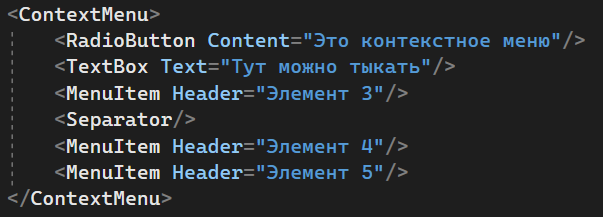 <ContextMenu>
<RadioButton Content="Это контекстное меню"/>
<TextBox Text="Тут можно тыкать"/>
<MenuItem Header="Элемент 3"/>
<Separator/>
<MenuItem Header="Элемент 4"/>
<MenuItem Header="Элемент 5"/>
</ContextMenu>